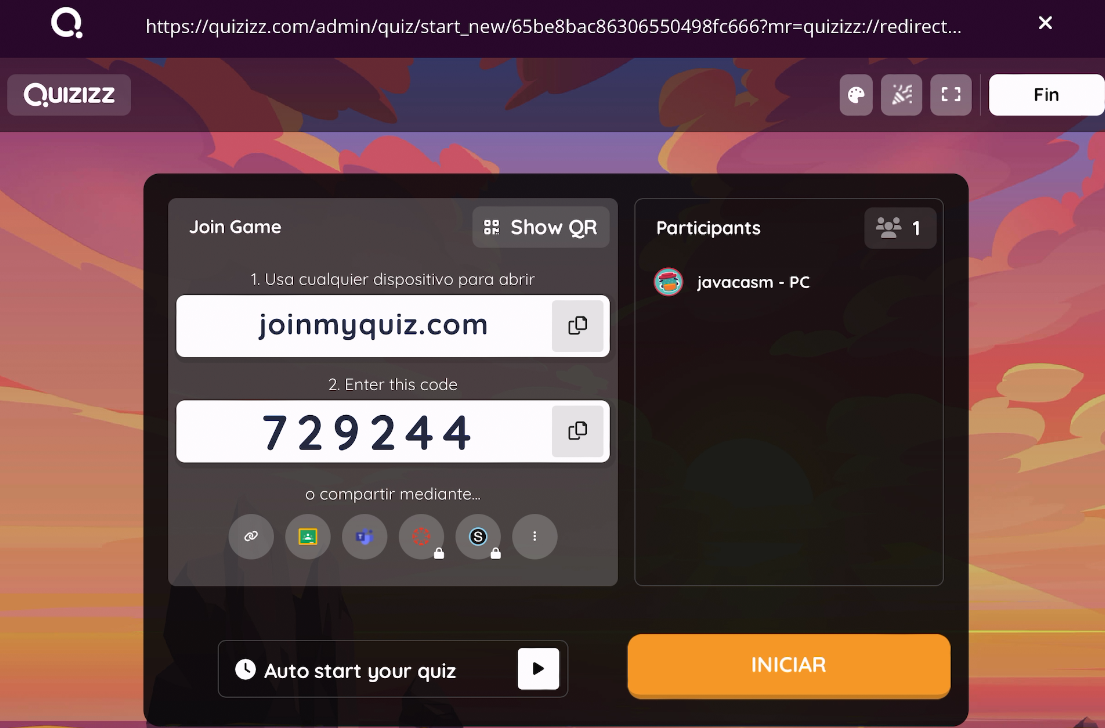 https://quizizz.com/admin/quiz/start_new/65be8bac86306550498fc666?mr=quizizz://redirect...
QUIZIZZ
Fin
Join Game
Show QR
1. Usa cualquier dispositivo para abrir
joinmyquiz.com
2. Enter this code
729244
o compartir mediante...
S
Auto start your quiz
Participants
1
javacasm - PC
INICIAR